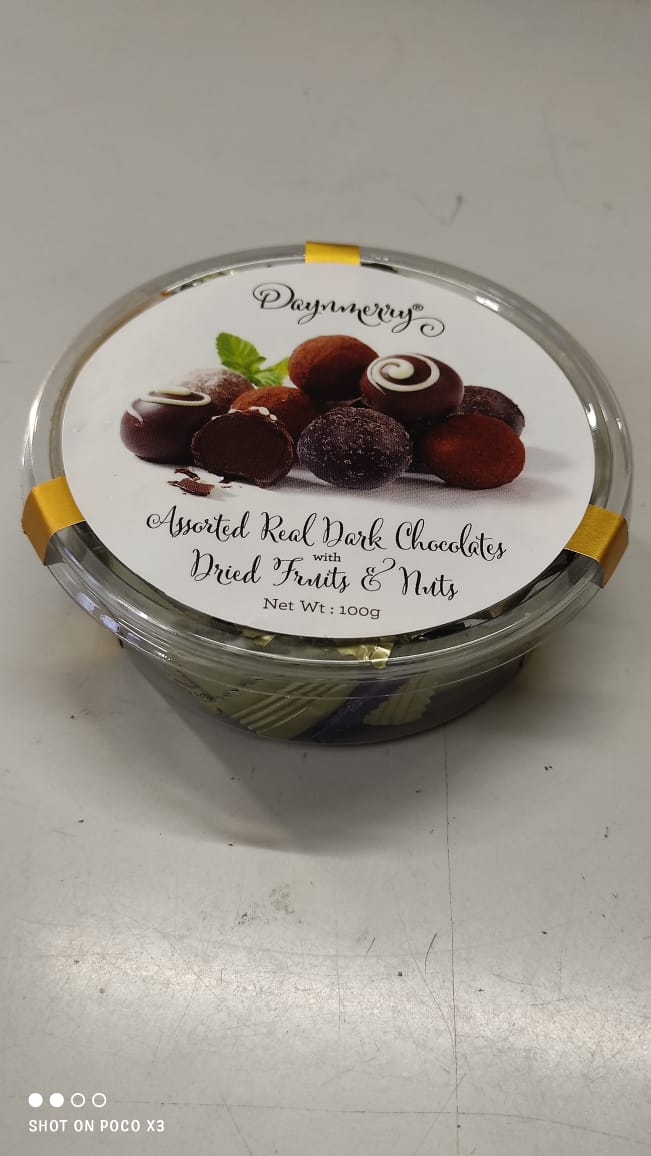 Daynmerry®
Assorted Real Dark Chocolates
with
Dried Fruits & Nuts
Net Wt : 100g
SHOT ON POCO X3